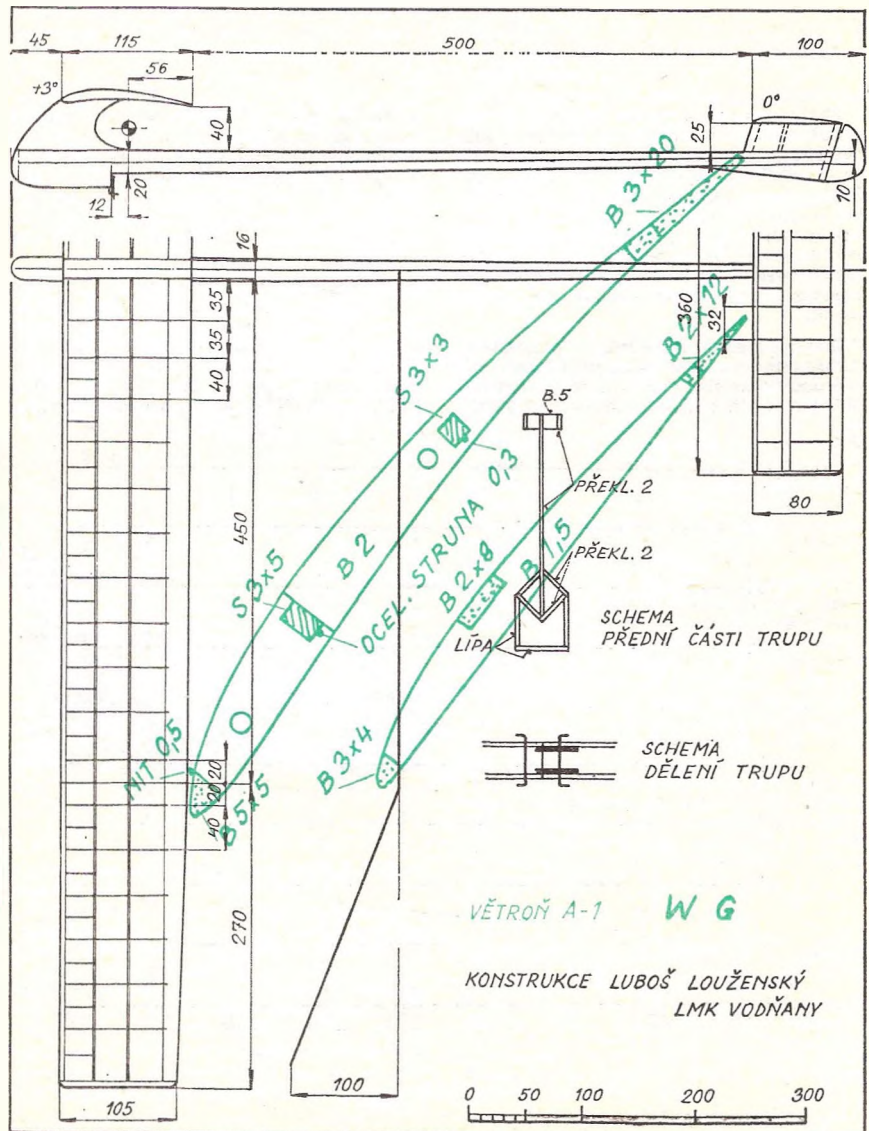 45
115
500
100
56
+3°
40
0°
25
20
12
10
B 3×20
16
35
35
40
360
32
B 2×12
S 3×3
B.5
PŘEKL. 2
80
450
B 2
OCEL. STRUNA 0,3
B 1,5
B 2×8
PŘEKL. 2
S 3×5
LÍPA
SCHEMA
PŘEDNÍ ČÁSTI TRUPU
NIT 0,5
20
20
40
B 5×5
B 3×4
SCHEMA
DĚLENÍ TRUPU
270
VĚTROŇ A-1 W G
KONSTRUKCE LUBOŠ LOUŽENSKÝ
LMK VODŇANY
100
105
0 50 100 200 300